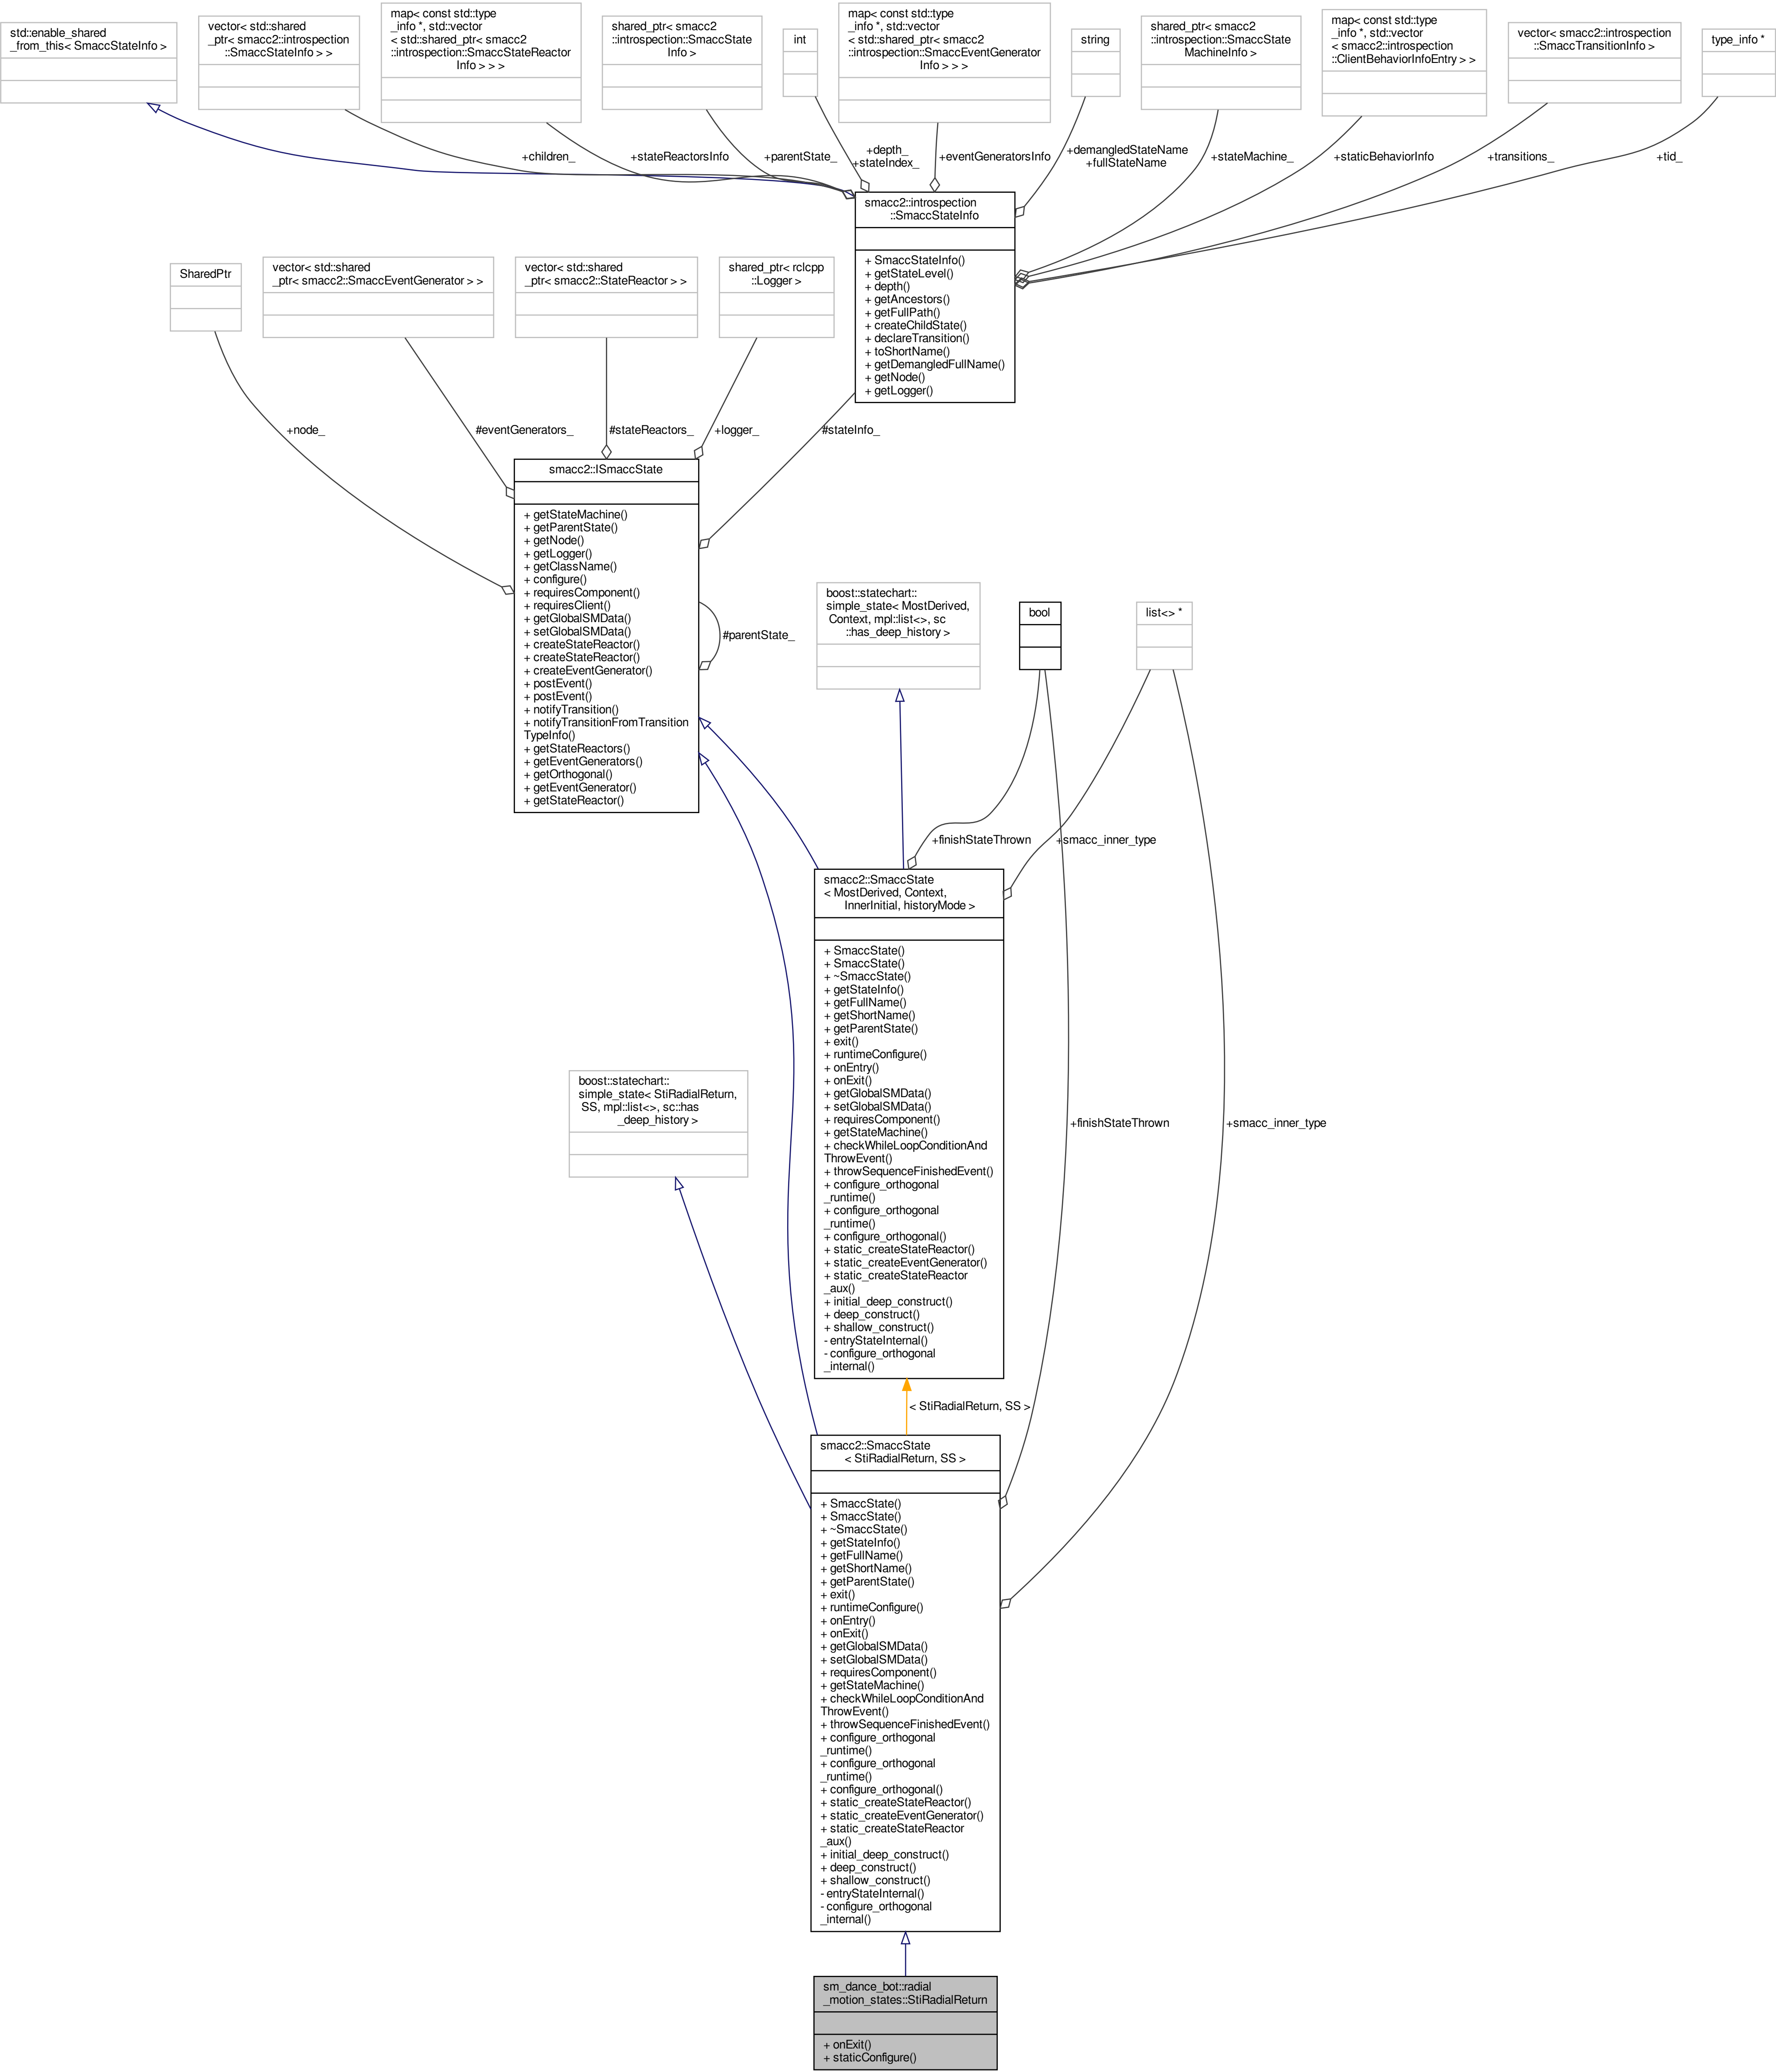 std::enable_shared
_from_this< SmaccStateInfo >
vector< std::shared
_ptr< smacc2::introspection
::SmaccStateInfo > >
map< const std::type
_info *, std::vector
< std::shared_ptr< smacc2
::introspection::SmaccStateReactor
Info > > >
shared_ptr< smacc2
::introspection::SmaccState
Info >
int
map< const std::type
_info *, std::vector
< std::shared_ptr< smacc2
::introspection::SmaccEventGenerator
Info > > >
string
shared_ptr< smacc2
::introspection::SmaccState
MachineInfo >
map< const std::type
_info *, std::vector
< smacc2::introspection
::ClientBehaviorInfoEntry > >
vector< smacc2::introspection
::SmaccTransitionInfo >
type_info *
+children_
+stateReactorsInfo
+parentState_
+depth_
+stateIndex_
+eventGeneratorsInfo
+demangledStateName
+fullStateName
+stateMachine_
+staticBehaviorInfo
+transitions_
+tid_
smacc2::introspection
::SmaccStateInfo
+ SmaccStateInfo()
+ getStateLevel()
+ depth()
+ getAncestors()
+ getFullPath()
+ createChildState()
+ declareTransition()
+ toShortName()
+ getDemangledFullName()
+ getNode()
+ getLogger()
SharedPtr
vector< std::shared
_ptr< smacc2::SmaccEventGenerator > >
vector< std::shared
_ptr< smacc2::StateReactor > >
shared_ptr< rclcpp
::Logger >
+node_
#eventGenerators_
#stateReactors_
+logger_
#stateInfo_
smacc2::ISmaccState
+ getStateMachine()
+ getParentState()
+ getNode()
+ getLogger()
+ getClassName()
+ configure()
+ requiresComponent()
+ requiresClient()
+ getGlobalSMData()
+ setGlobalSMData()
+ createStateReactor()
+ createStateReactor()
+ createEventGenerator()
+ postEvent()
+ postEvent()
+ notifyTransition()
+ notifyTransitionFromTransition
TypeInfo()
+ getStateReactors()
+ getEventGenerators()
+ getOrthogonal()
+ getEventGenerator()
+ getStateReactor()
#parentState_
boost::statechart::
simple_state< MostDerived,
Context, mpl::list<>, sc
::has_deep_history >
bool
list<> *
+finishStateThrown
+smacc_inner_type
smacc2::SmaccState
< MostDerived, Context,
InnerInitial, historyMode >
+ SmaccState()
+ SmaccState()
+ ~SmaccState()
+ getStateInfo()
+ getFullName()
+ getShortName()
+ getParentState()
+ exit()
+ runtimeConfigure()
+ onEntry()
+ onExit()
+ getGlobalSMData()
+ setGlobalSMData()
+ requiresComponent()
+ getStateMachine()
+ checkWhileLoopConditionAnd
ThrowEvent()
+ throwSequenceFinishedEvent()
+ configure_orthogonal
_runtime()
+ configure_orthogonal
_runtime()
+ configure_orthogonal()
+ static_createStateReactor()
+ static_createEventGenerator()
+ static_createStateReactor
_aux()
+ initial_deep_construct()
+ deep_construct()
+ shallow_construct()
- entryStateInternal()
- configure_orthogonal
_internal()
boost::statechart::
simple_state< StiRadialReturn,
SS, mpl::list<>, sc::has
_deep_history >
+finishStateThrown
+smacc_inner_type
< StiRadialReturn, SS >
smacc2::SmaccState
< StiRadialReturn, SS >
+ SmaccState()
+ SmaccState()
+ ~SmaccState()
+ getStateInfo()
+ getFullName()
+ getShortName()
+ getParentState()
+ exit()
+ runtimeConfigure()
+ onEntry()
+ onExit()
+ getGlobalSMData()
+ setGlobalSMData()
+ requiresComponent()
+ getStateMachine()
+ checkWhileLoopConditionAnd
ThrowEvent()
+ throwSequenceFinishedEvent()
+ configure_orthogonal
_runtime()
+ configure_orthogonal
_runtime()
+ configure_orthogonal()
+ static_createStateReactor()
+ static_createEventGenerator()
+ static_createStateReactor
_aux()
+ initial_deep_construct()
+ deep_construct()
+ shallow_construct()
- entryStateInternal()
- configure_orthogonal
_internal()
sm_dance_bot::radial
_motion_states::StiRadialReturn
+ onExit()
+ staticConfigure()